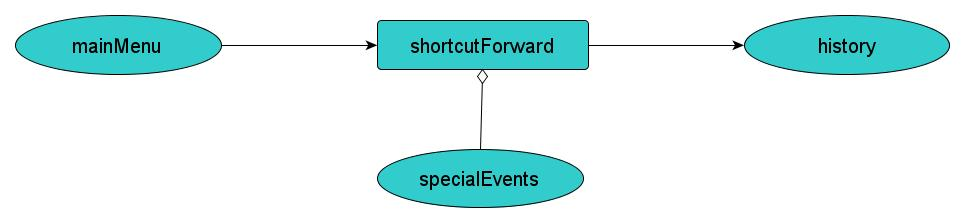 mainMenu
shortcutForward
history
specialEvents